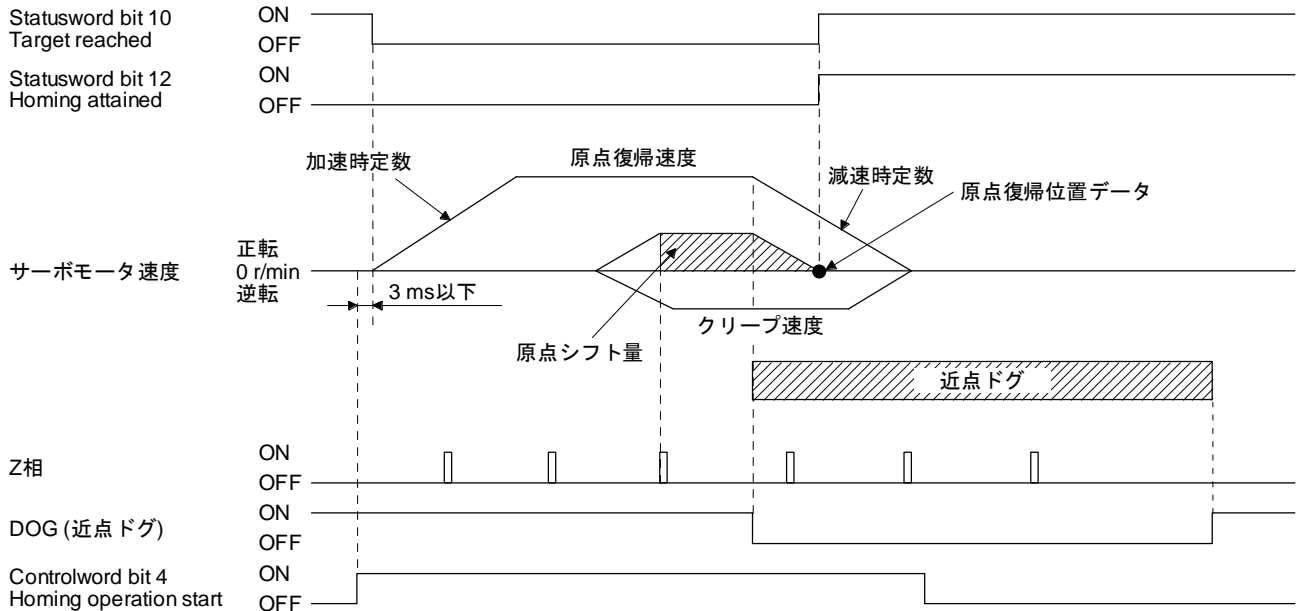 Statusword bit 10
Target reached
ON
OFF
Statusword bit 12
Homing attained
ON
OFF
加速時定数
原点復帰速度
減速時定数
原点復帰位置データ
サーボモータ速度
正転
0 r/min
逆転
3 ms以下
クリープ速度
原点シフト量
近点ドグ
Z相
ON
OFF
DOG (近点ドグ)
ON
OFF
Controlword bit 4
Homing operation start
ON
OFF